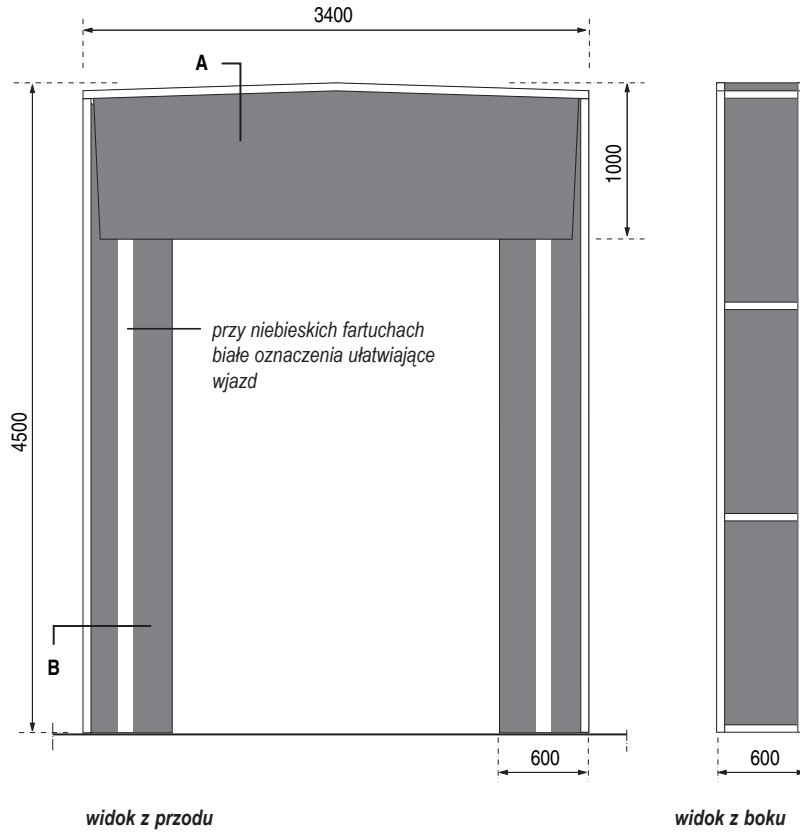 3400
A
1000
przy niebieskich fartuchach
białe oznaczenia ułatwiające
wjazd
4500
B
600
600
widok z przodu
widok z boku